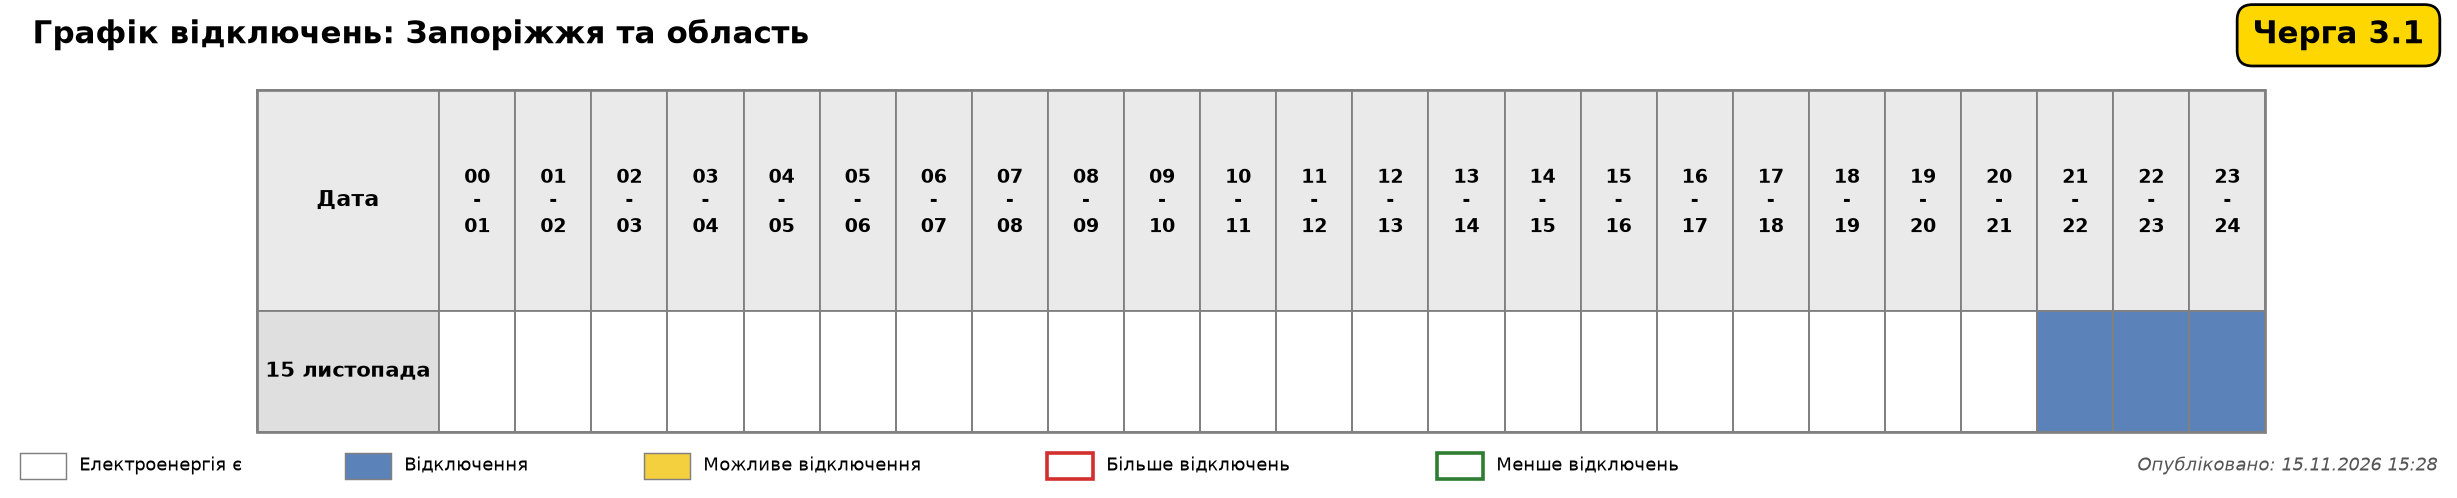 Графік відключень: Запоріжжя та область
Черга 3.1
Дата 00 - 01 01 - 02 02 - 03 03 - 04 04 - 05 05 - 06 06 - 07 07 - 08 08 - 09 09 - 10 10 - 11 11 - 12 12 - 13 13 - 14 14 - 15 15 - 16 16 - 17 17 - 18 18 - 19 19 - 20 20 - 21 21 - 22 22 - 23 23 - 24
15 листопада
Електроенергія є Відключення Можливе відключення Більше відключень Менше відключень
Опубліковано: 15.11.2026 15:28